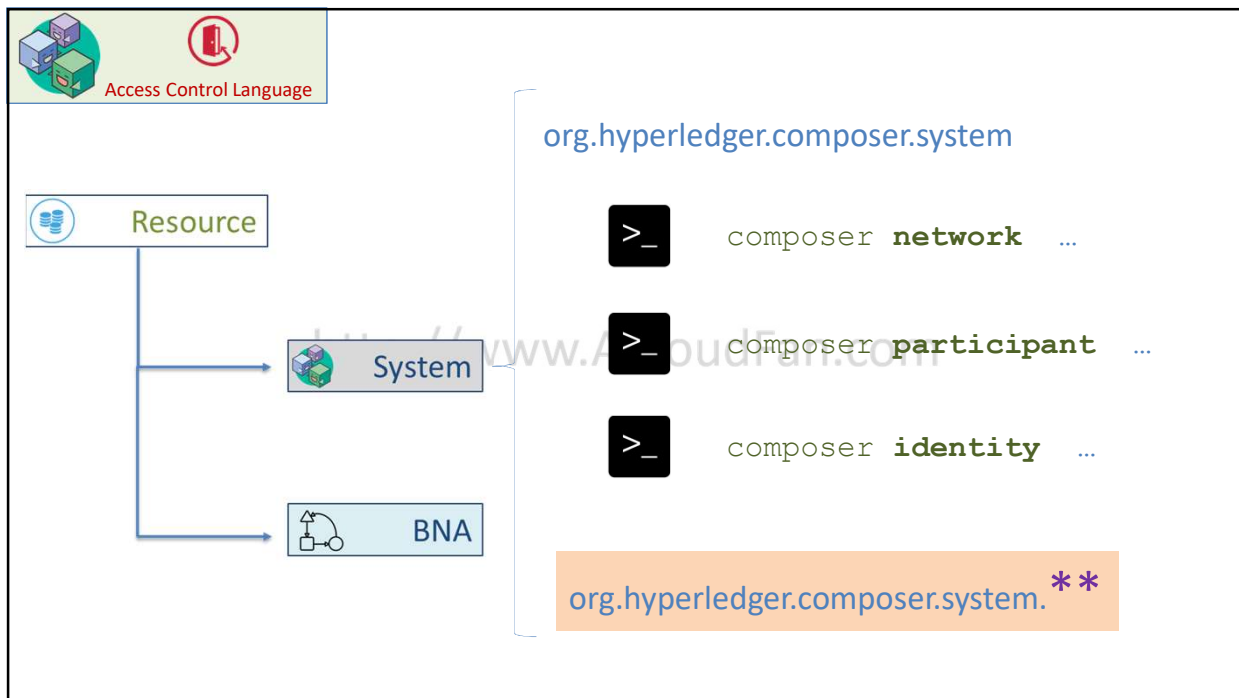 Access Control Language
org.hyperledger.composer.system
Resource
>_ composer network …
System
>_ composer participant …
>_ composer identity …
BNA
org.hyperledger.composer.system.**